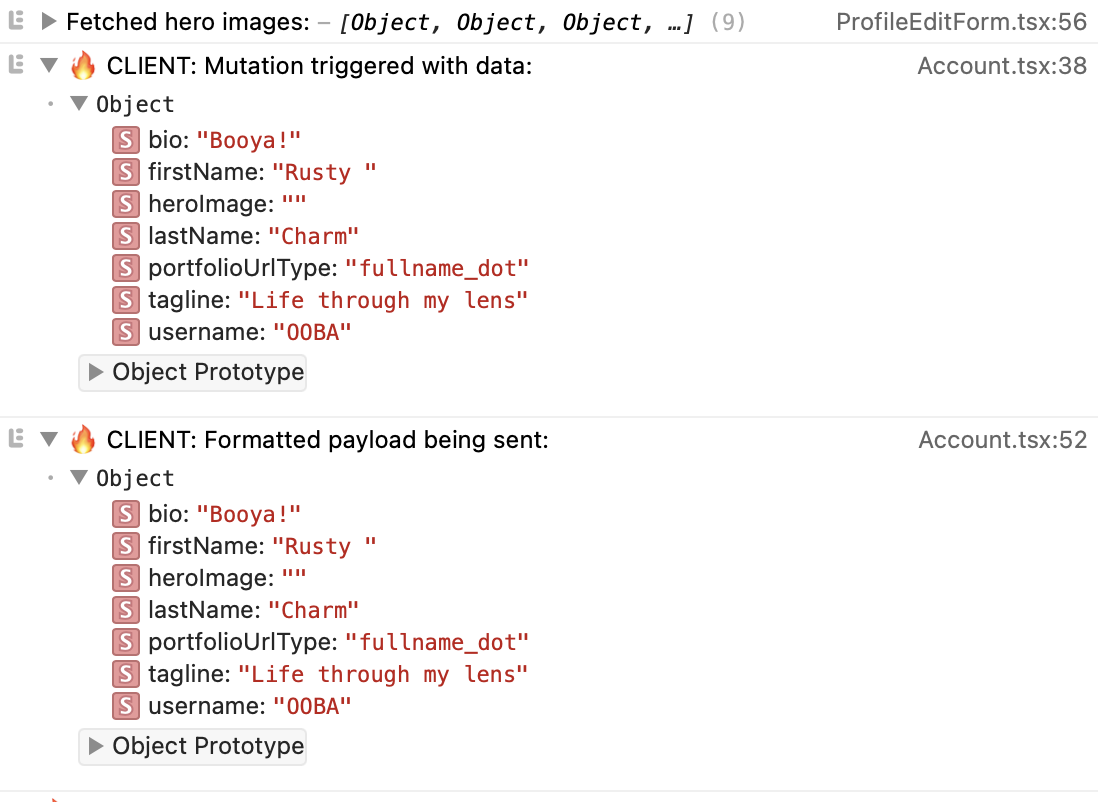 Fetched hero images: – [Object, Object, Object, …] (9) ProfileEditForm.tsx:56
🔥 CLIENT: Mutation triggered with data: Account.tsx:38
Object
S bio: "Booya!"
S firstName: "Rusty "
S heroImage: ""
S lastName: "Charm"
S portfolioUrlType: "fullname_dot"
S tagline: "Life through my lens"
S username: "OOBA"
Object Prototype
🔥 CLIENT: Formatted payload being sent: Account.tsx:52
Object
S bio: "Booya!"
S firstName: "Rusty "
S heroImage: ""
S lastName: "Charm"
S portfolioUrlType: "fullname_dot"
S tagline: "Life through my lens"
S username: "OOBA"
Object Prototype